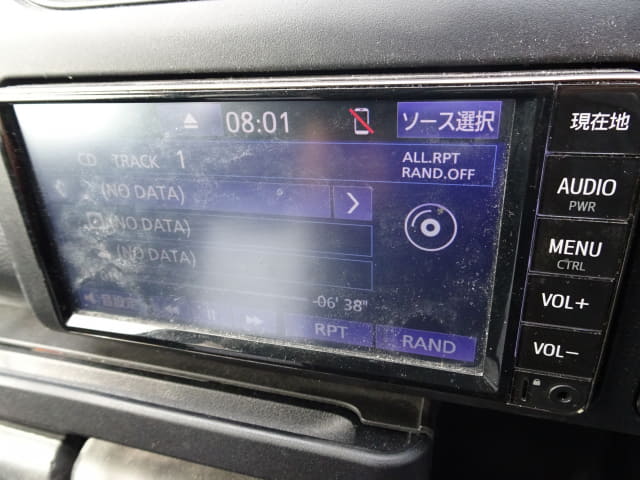 08:01
ソース選択
CD TRACK 1
ALL.RPT
RAND.OFF
(NO DATA)
(NO DATA)
(NO DATA)
-06' 38"
RPT
RAND
現在地
AUDIO
PWR
MENU
CTRL
VOL+
VOL-